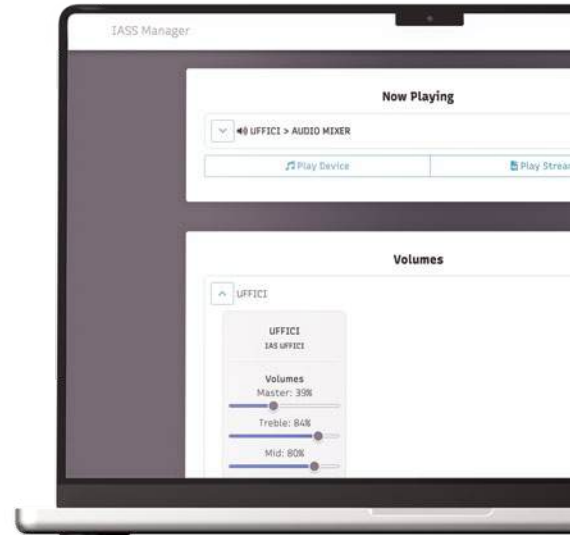 IASS Manager
Now Playing
UFFICI > AUDIO MIXER
Play Device
Play Strea
Volumes
UFFICI
UFFICI
IAS UFFICI
Volumes
Master: 39%
Treble: 84%
Mid: 80%